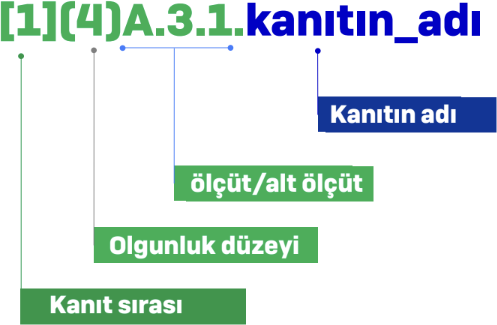 [1](4)A.3.1.kanıtın_adı
Kanıtın adı
ölçüt/alt ölçüt
Olgunluk düzeyi
Kanıt sırası